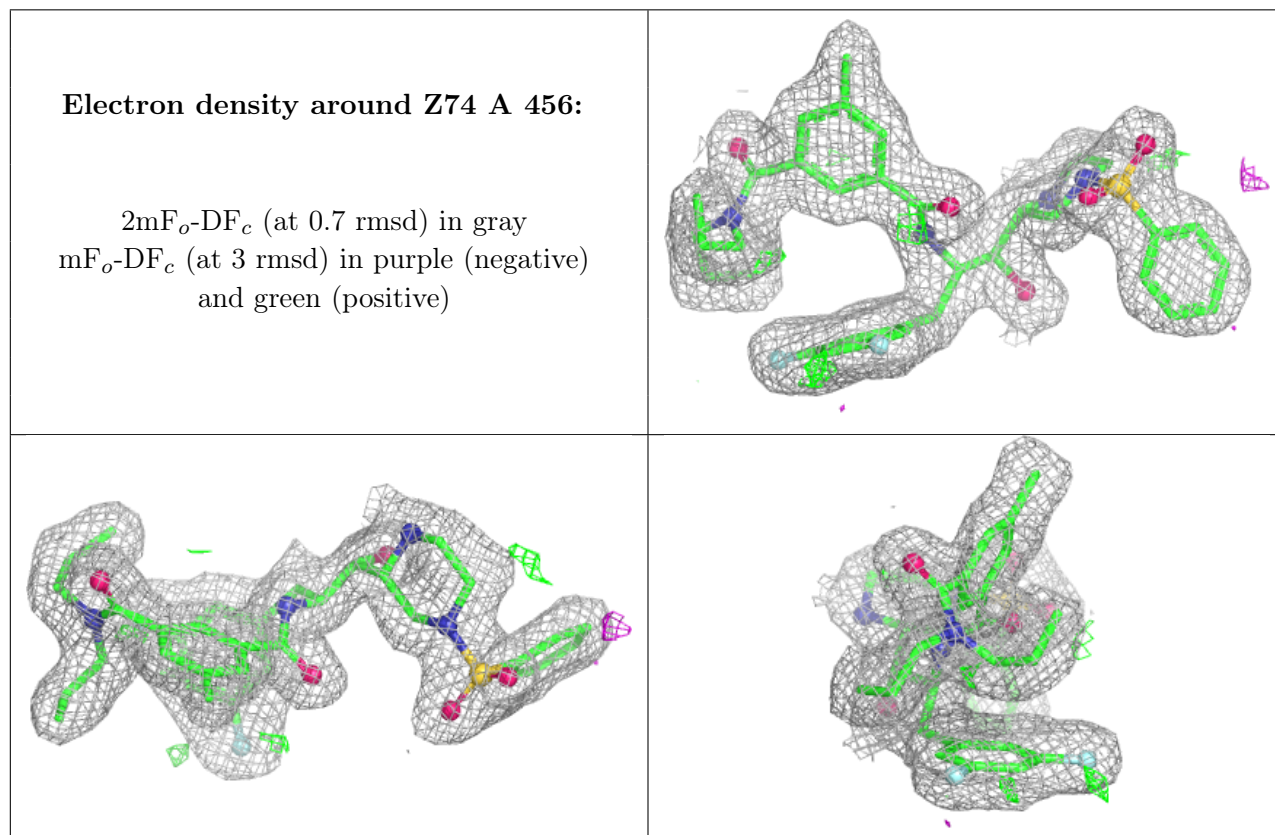 Electron density around Z74 A 456:
2mFo-DFc (at 0.7 rmsd) in gray
mFo-DFc (at 3 rmsd) in purple (negative)
and green (positive)